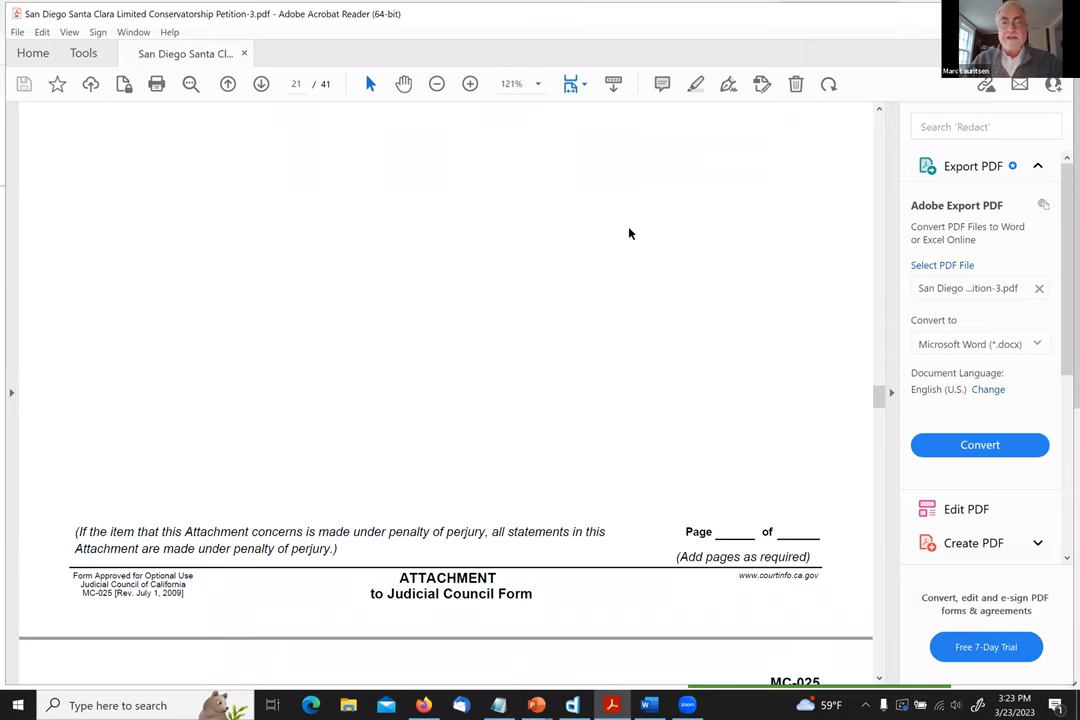 San Diego Santa Clara Limited Conservatorship Petition-3.pdf - Adobe Acrobat Reader (64-bit)
File Edit View Sign Window Help
Home Tools San Diego Santa Cl... ×
21 / 41 121%
Marc Lauritsen
Search 'Redact'
Export PDF
Adobe Export PDF
Convert PDF Files to Word
or Excel Online
Select PDF File
San Diego ...ition-3.pdf
Convert to
Microsoft Word (*.docx)
Document Language:
English (U.S.) Change
Convert
Edit PDF
Create PDF
Convert, edit and e-sign PDF
forms & agreements
Free 7-Day Trial
(If the item that this Attachment concerns is made under penalty of perjury, all statements in this
Attachment are made under penalty of perjury.)
Page ______ of ______
(Add pages as required)
Form Approved for Optional Use
Judicial Council of California
MC-025 [Rev. July 1, 2009]
ATTACHMENT
to Judicial Council Form
www.courtinfo.ca.gov
MC-025
Type here to search
zoom
59°F
3:23 PM
3/23/2023
1